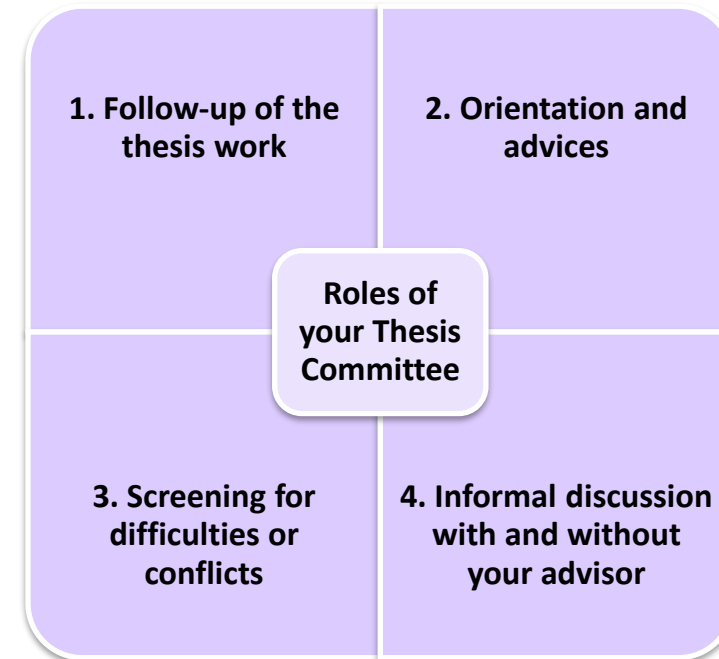 1. Follow-up of the
thesis work
2. Orientation and
advices
Roles of
your Thesis
Committee
3. Screening for
difficulties or
conflicts
4. Informal discussion
with and without
your advisor